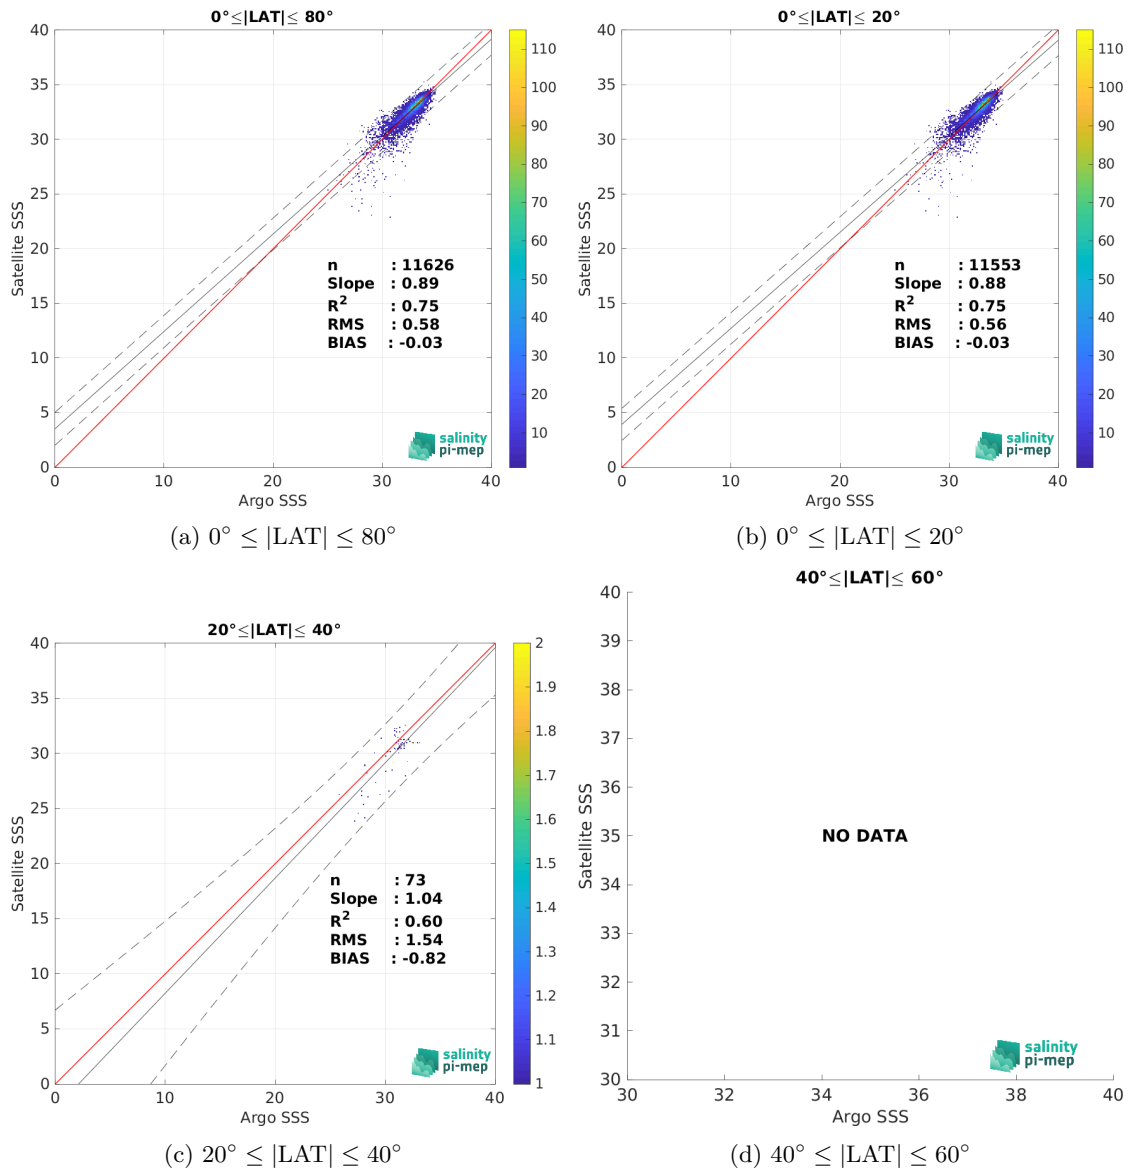 0°≤|LAT|≤ 80°
40
35
30
25
20
15
10
5
0
Satellite SSS
n : 11626
Slope : 0.89
R2 : 0.75
RMS : 0.58
BIAS : -0.03
salinity
pi-mep
0 10 20 30 40
Argo SSS
110
100
90
80
70
60
50
40
30
20
10
(a) 0° ≤ |LAT| ≤ 80°
0°≤|LAT|≤ 20°
40
35
30
25
20
15
10
5
0
Satellite SSS
n : 11553
Slope : 0.88
R2 : 0.75
RMS : 0.56
BIAS : -0.03
salinity
pi-mep
0 10 20 30 40
Argo SSS
110
100
90
80
70
60
50
40
30
20
10
(b) 0° ≤ |LAT| ≤ 20°
20°≤|LAT|≤ 40°
40
35
30
25
20
15
10
5
0
Satellite SSS
n : 73
Slope : 1.04
R2 : 0.60
RMS : 1.54
BIAS : -0.82
salinity
pi-mep
0 10 20 30 40
Argo SSS
2
1.9
1.8
1.7
1.6
1.5
1.4
1.3
1.2
1.1
1
(c) 20° ≤ |LAT| ≤ 40°
40°≤|LAT|≤ 60°
40
39
38
37
36
35
34
33
32
31
30
Satellite SSS
NO DATA
salinity
pi-mep
30 32 34 36 38 40
Argo SSS
(d) 40° ≤ |LAT| ≤ 60°